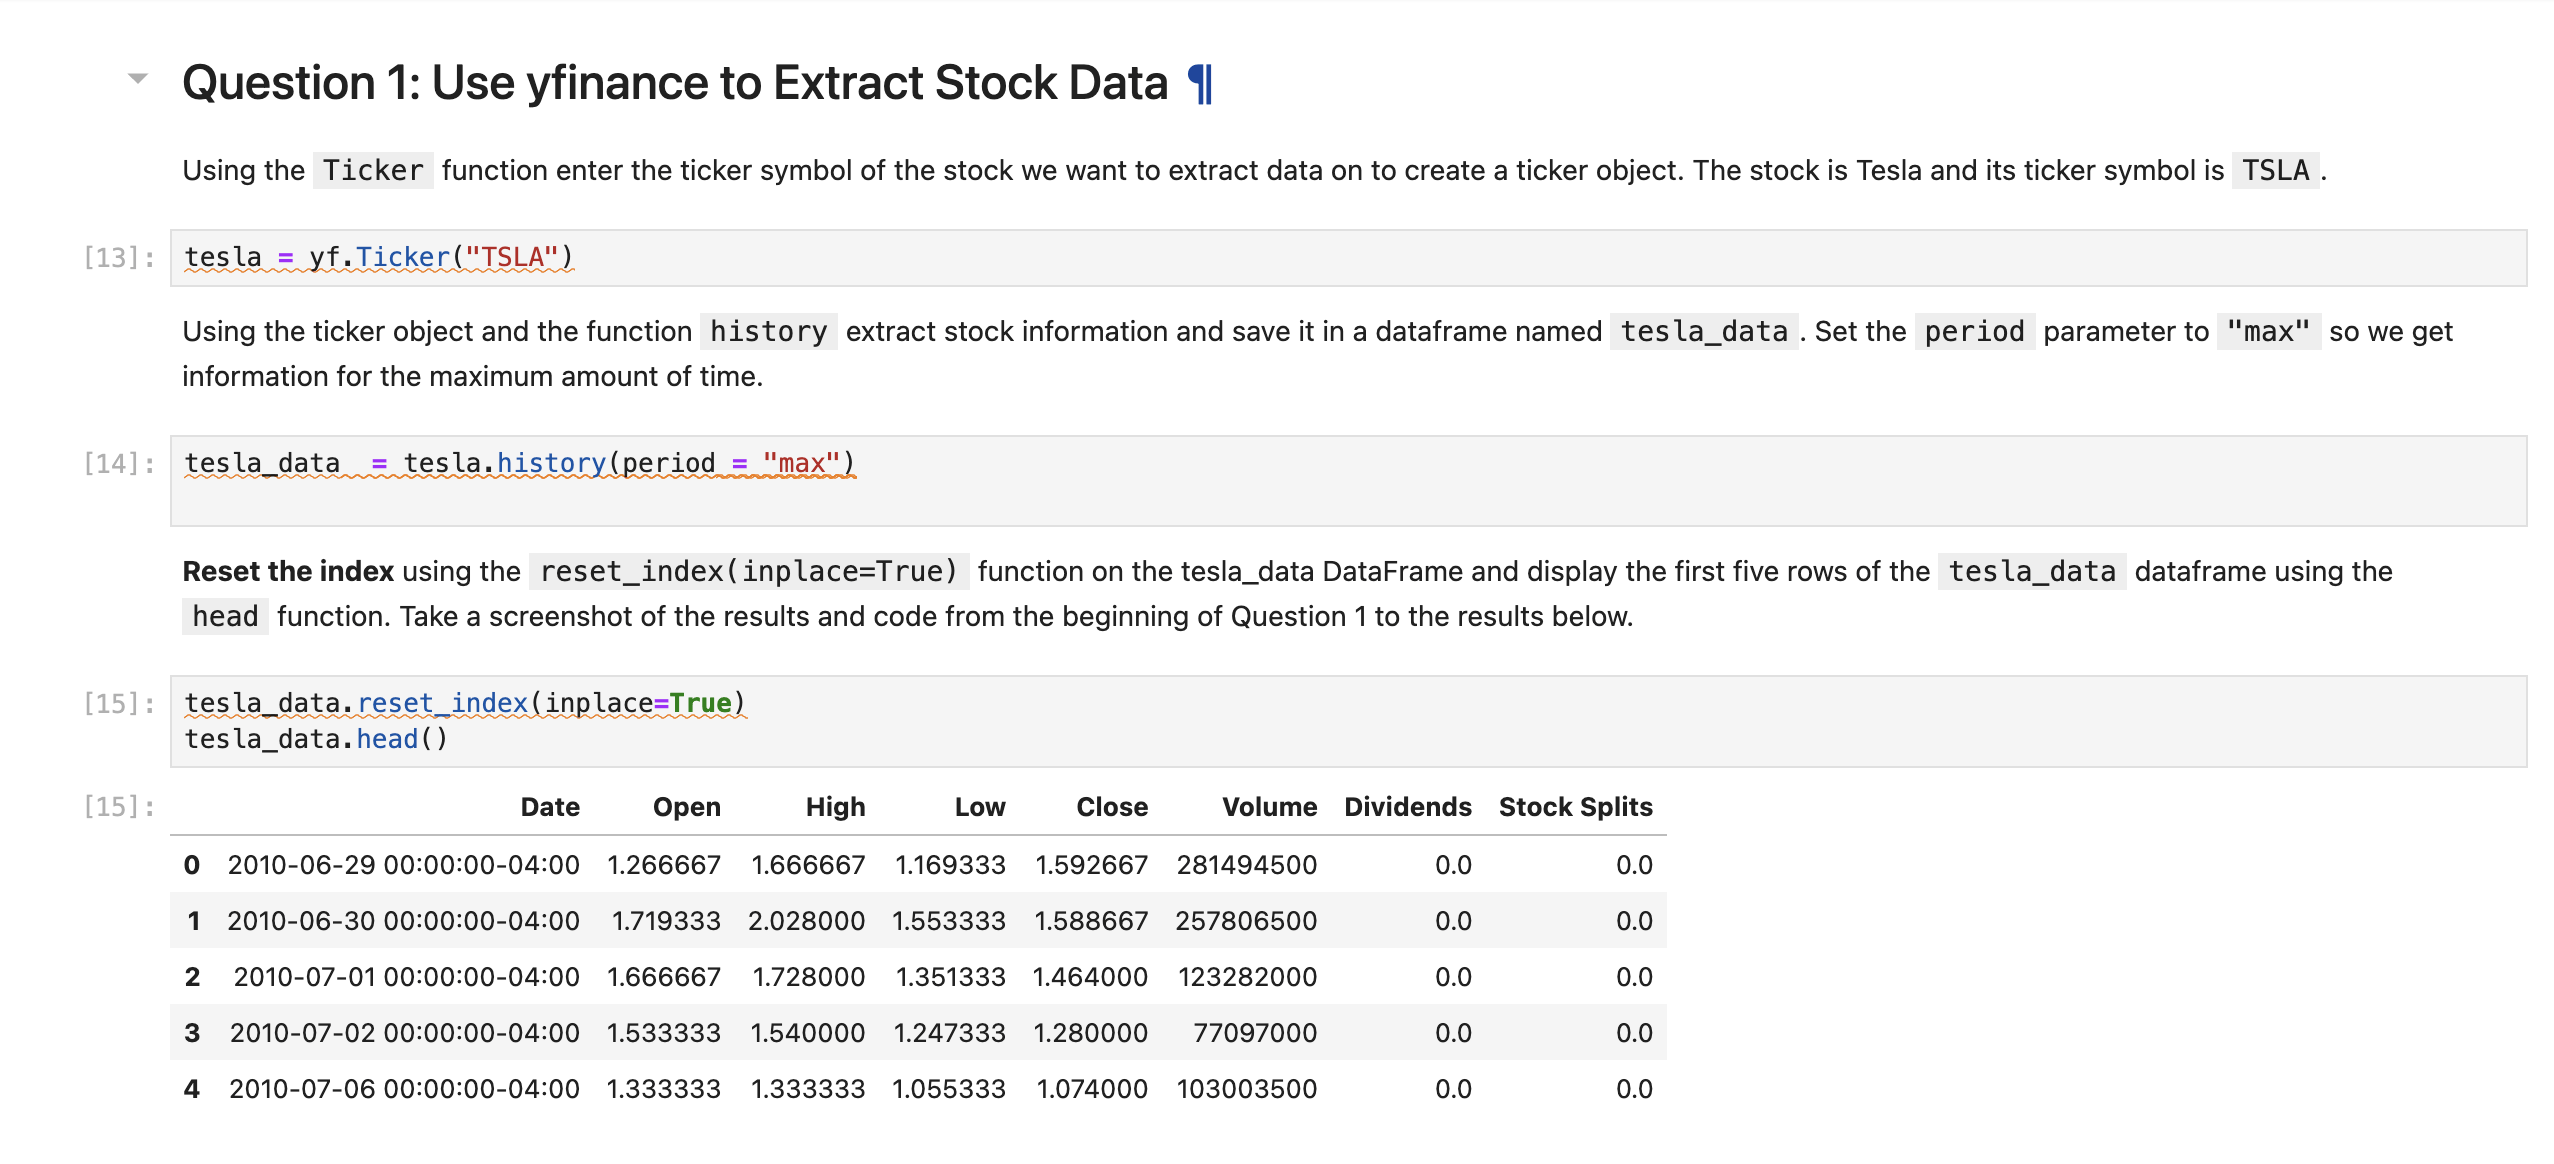 Question 1: Use yfinance to Extract Stock Data ¶
Using the Ticker function enter the ticker symbol of the stock we want to extract data on to create a ticker object. The stock is Tesla and its ticker symbol is TSLA.
[13]: tesla = yf.Ticker("TSLA")
Using the ticker object and the function history extract stock information and save it in a dataframe named tesla_data. Set the period parameter to "max" so we get
information for the maximum amount of time.
[14]: tesla_data  = tesla.history(period = "max")
Reset the index using the reset_index(inplace=True) function on the tesla_data DataFrame and display the first five rows of the tesla_data dataframe using the
head function. Take a screenshot of the results and code from the beginning of Question 1 to the results below.
[15]: tesla_data.reset_index(inplace=True)
tesla_data.head()
[15]: Date Open High Low Close Volume Dividends Stock Splits
0 2010-06-29 00:00:00-04:00 1.266667 1.666667 1.169333 1.592667 281494500 0.0 0.0
1 2010-06-30 00:00:00-04:00 1.719333 2.028000 1.553333 1.588667 257806500 0.0 0.0
2 2010-07-01 00:00:00-04:00 1.666667 1.728000 1.351333 1.464000 123282000 0.0 0.0
3 2010-07-02 00:00:00-04:00 1.533333 1.540000 1.247333 1.280000 77097000 0.0 0.0
4 2010-07-06 00:00:00-04:00 1.333333 1.333333 1.055333 1.074000 103003500 0.0 0.0